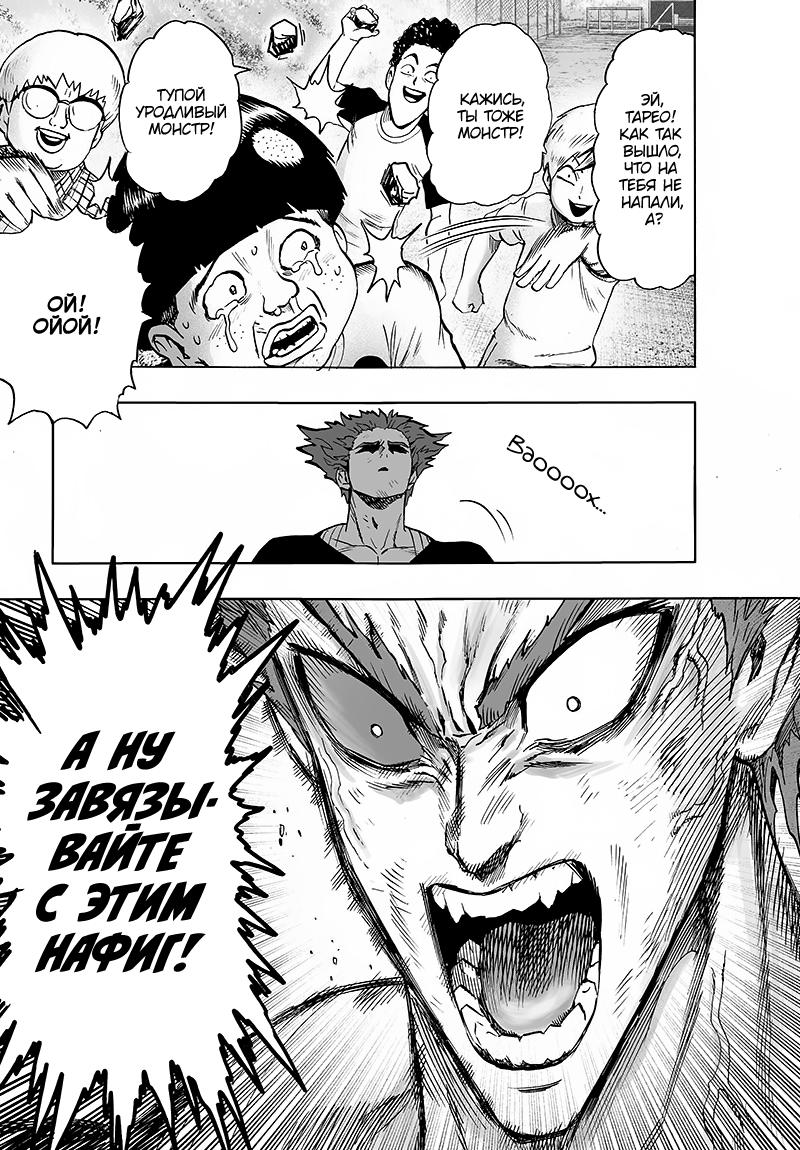 ЭЙ,
ТАРЕО!
КАК ТАК
ВЫШЛО,
ЧТО НА
ТЕБЯ НЕ
НАПАЛИ,
А?
КАЖИСЬ,
ТЫ ТОЖЕ
МОНСТР!
ТУПОЙ
УРОДЛИВЫЙ
МОНСТР!
ОЙ!
ОЙОЙ!
Ваоооох...
А НУ
ЗАВЯЗЫ-
ВАЙТЕ
С ЭТИМ
НАФИГ!